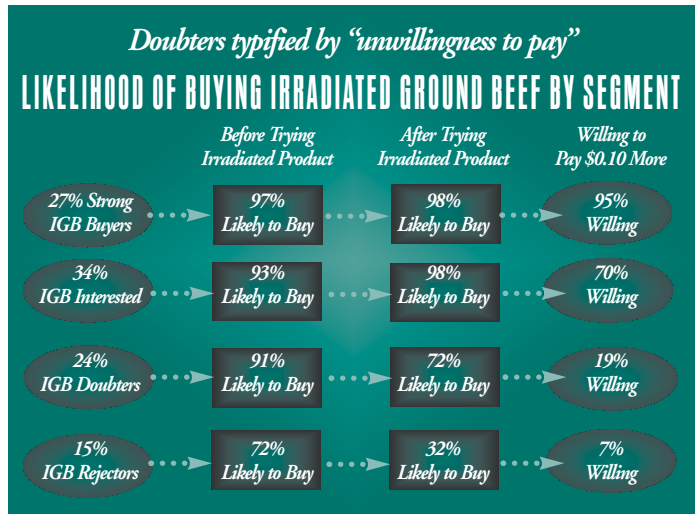 Doubters typified by “unwillingness to pay”
LIKELIHOOD OF BUYING IRRADIATED GROUND BEEF BY SEGMENT
Before Trying
Irradiated Product
After Trying
Irradiated Product
Willing to
Pay $0.10 More
27% Strong
IGB Buyers
97%
Likely to Buy
98%
Likely to Buy
95%
Willing
34%
IGB Interested
93%
Likely to Buy
98%
Likely to Buy
70%
Willing
24%
IGB Doubters
91%
Likely to Buy
72%
Likely to Buy
19%
Willing
15%
IGB Rejectors
72%
Likely to Buy
32%
Likely to Buy
7%
Willing